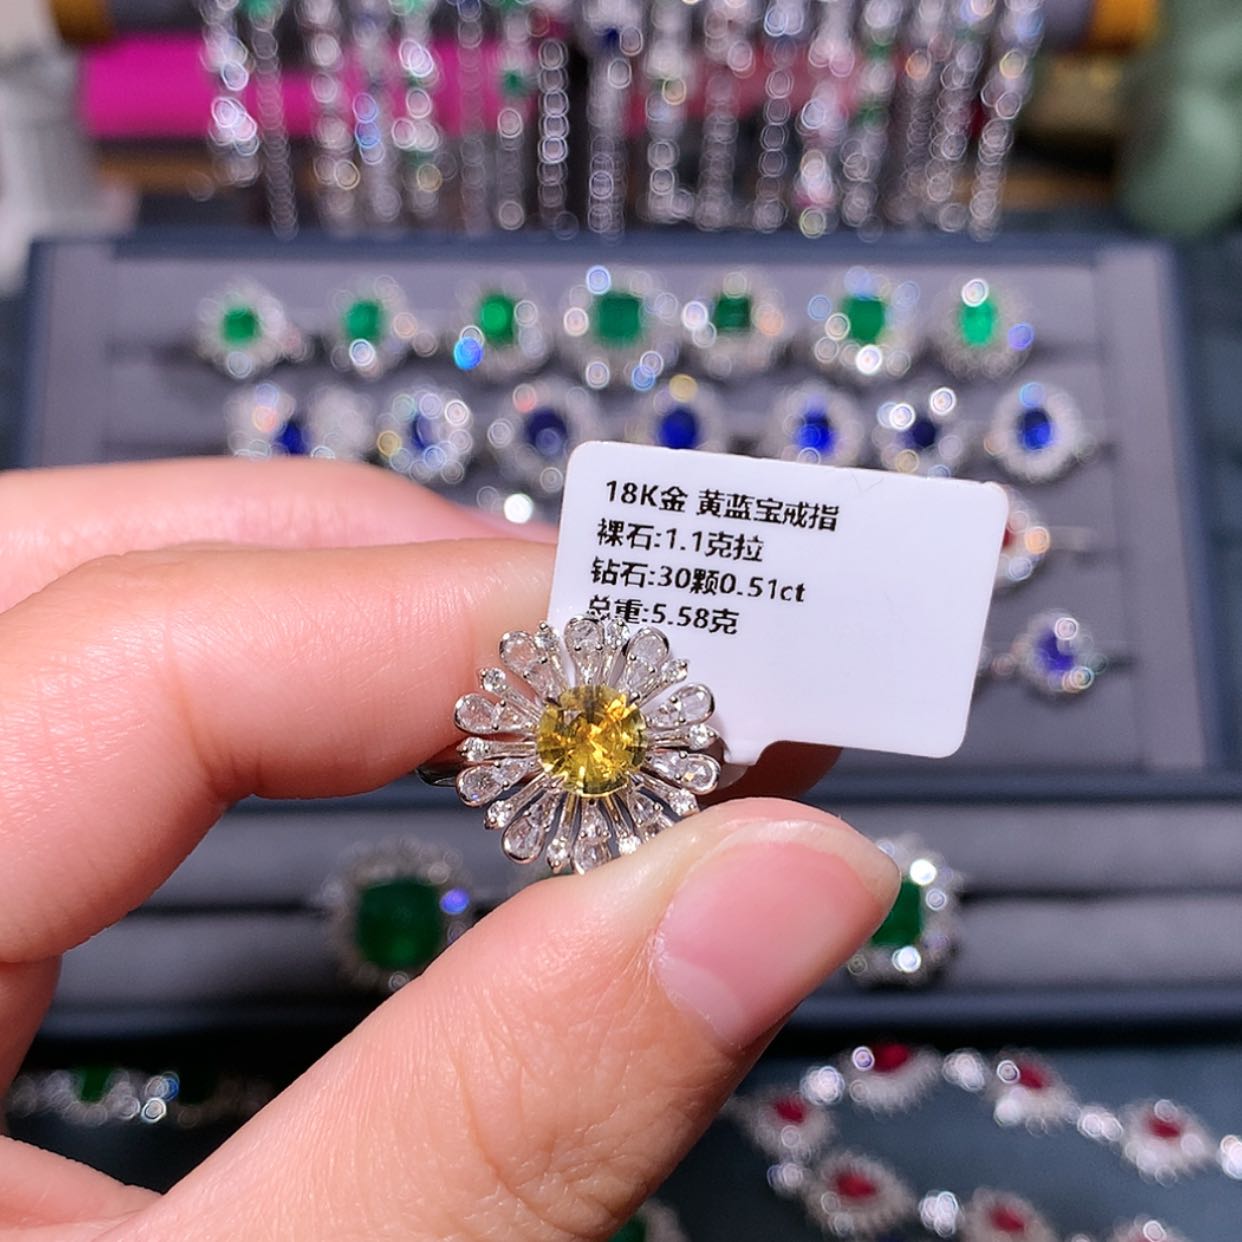 18K金 黄蓝宝戒指
裸石:1.1克拉
钻石:30颗0.51ct
总重:5.58克